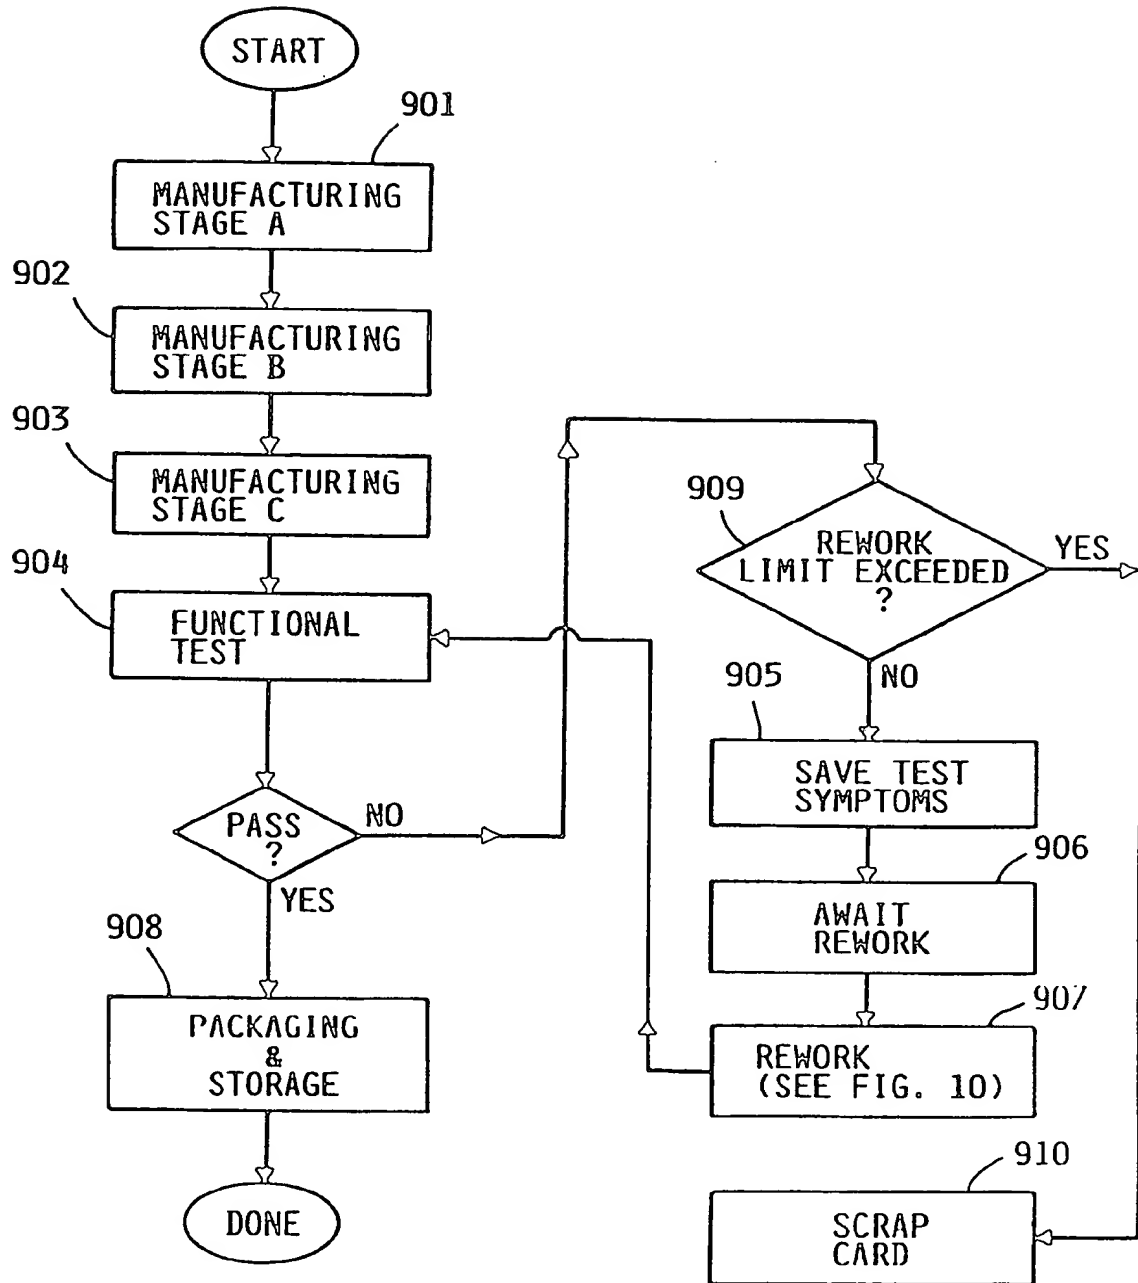 START
901
MANUFACTURING
STAGE A
902
MANUFACTURING
STAGE B
903
MANUFACTURING
STAGE C
904
FUNCTIONAL
TEST
PASS
?
NO
YES
908
PACKAGING
&
STORAGE
DONE
909
REWORK
LIMIT EXCEEDED
?
YES
NO
905
SAVE TEST
SYMPTOMS
906
AWAIT
REWORK
907
REWORK
(SEE FIG. 10)
910
SCRAP
CARD